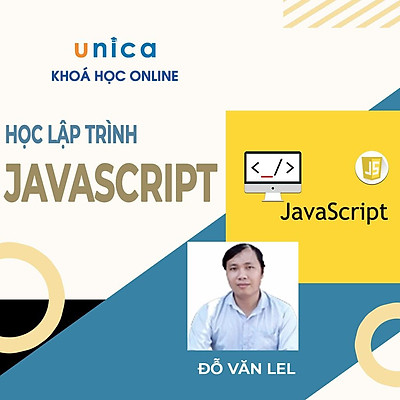 unica
KHOÁ HỌC ONLINE
HỌC LẬP TRÌNH
JAVASCRIPT
<_/>
JS
JavaScript
ĐỖ VĂN LEL